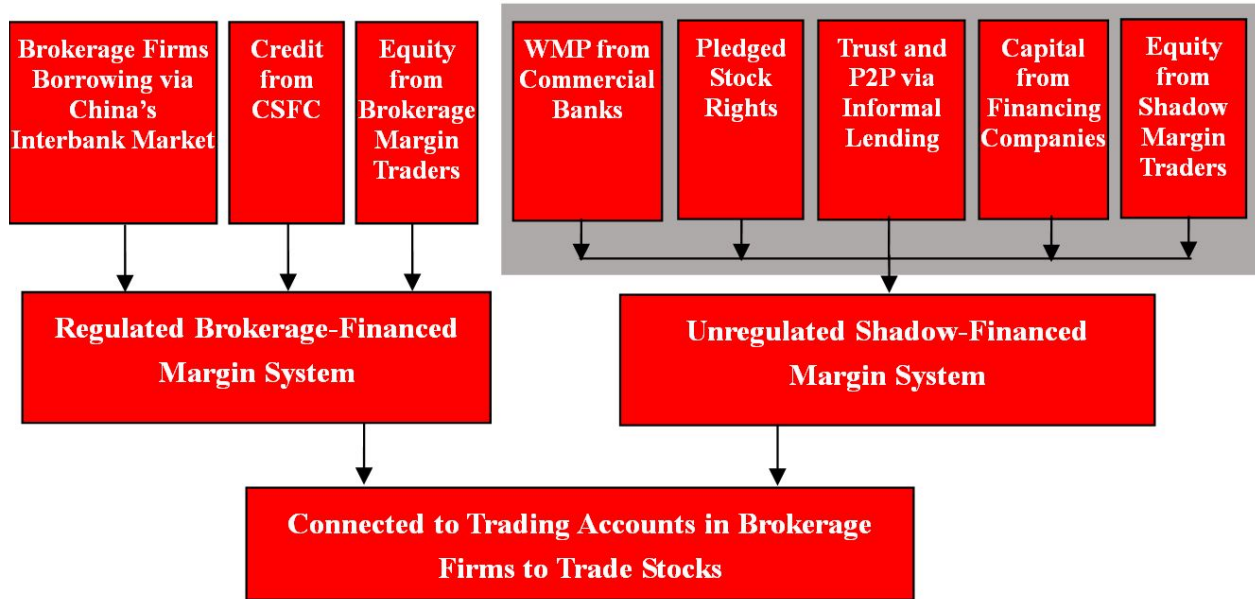 Brokerage Firms
Borrowing via
China's
Interbank Market
Credit
from
CSFC
Equity
from
Brokerage
Margin
Traders
WMP from
Commercial
Banks
Pledged
Stock
Rights
Trust and
P2P via
Informal
Lending
Capital
from
Financing
Companies
Equity
from
Shadow
Margin
Traders
Regulated Brokerage-Financed
Margin System
Unregulated Shadow-Financed
Margin System
Connected to Trading Accounts in Brokerage
Firms to Trade Stocks